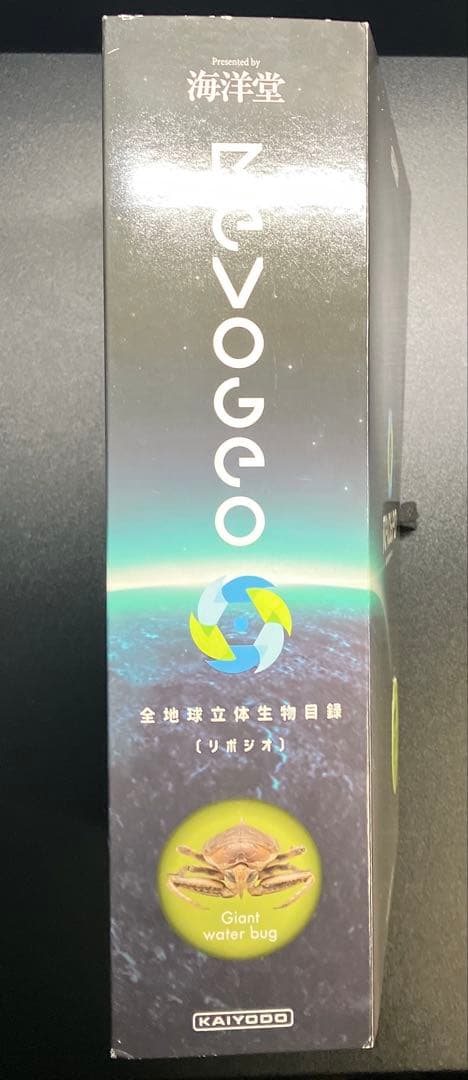 Presented by
海洋堂
ReVOGeO
全地球立体生物目録
〔リボジオ〕
Giant
water bug
KAIYODO